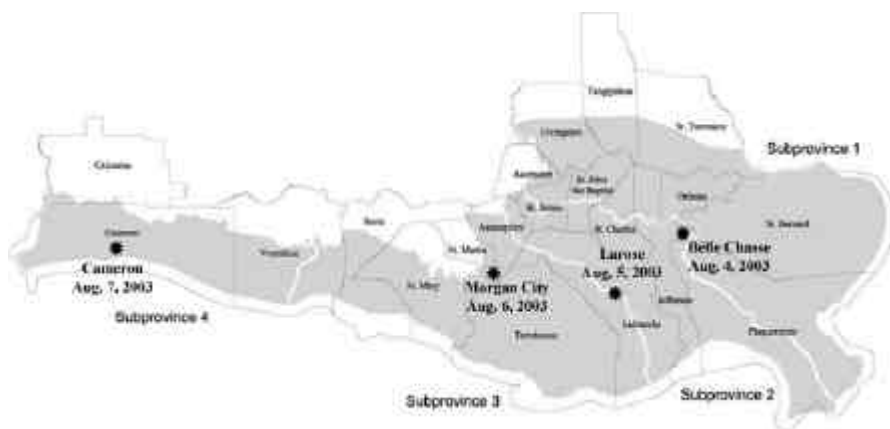 Tangipahoa
St. Tammany
Livingston
Subprovince 1
Calcasieu
Ascension
St. John
the Baptist
Orleans
St. James
Iberia
Cameron
Assumption
St. Bernard
St. Charles
Belle Chasse
Aug. 4, 2003
St. Martin
Vermilion
Larose
Aug. 5, 2003
Cameron
Aug. 7, 2003
St. Mary
Morgan City
Aug. 6, 2003
Jefferson
Subprovince 4
Lafourche
Plaquemines
Terrebonne
Subprovince 2
Subprovince 3